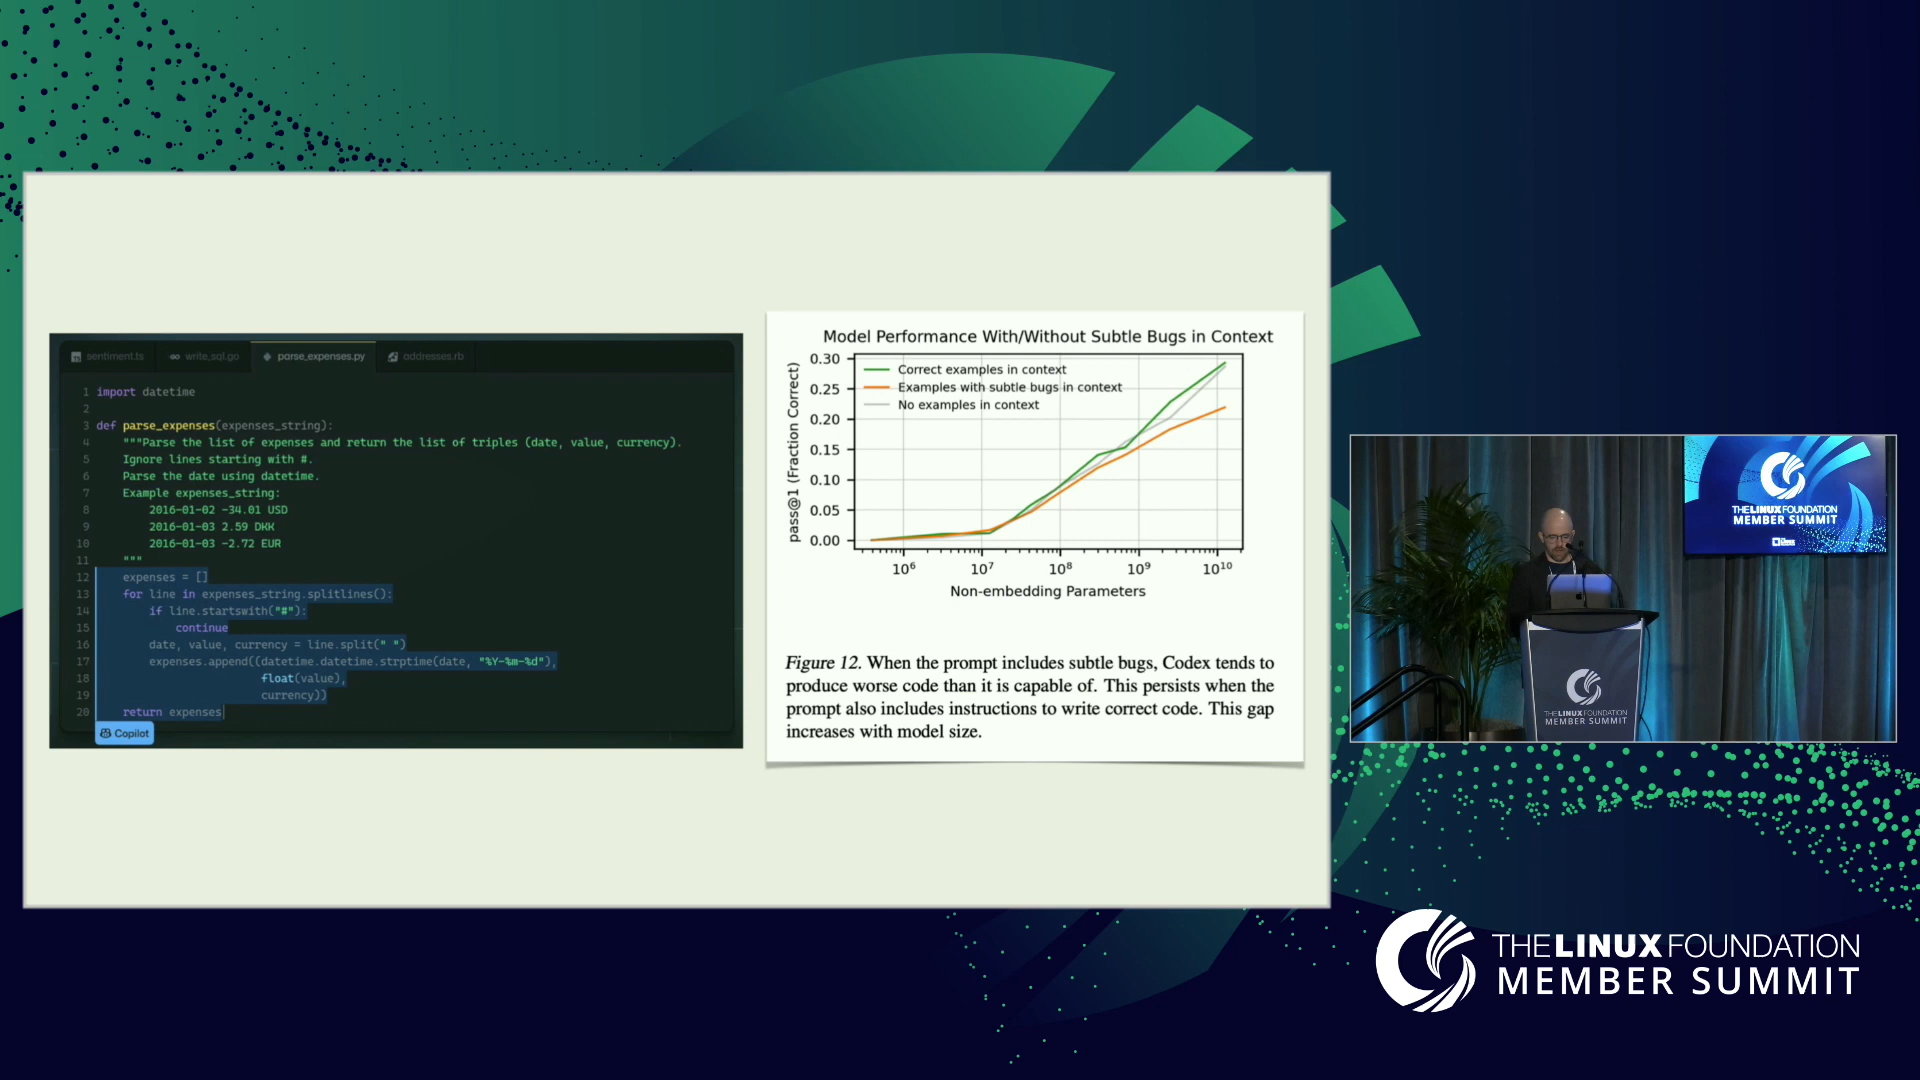 sentiment.ts
write_sql.go
parse_expenses.py
addresses.rb
1 import datetime
2
3 def parse_expenses(expenses_string):
4 """Parse the list of expenses and return the list of triples (date, value, currency).
5 Ignore lines starting with #.
6 Parse the date using datetime.
7 Example expenses_string:
8 2016-01-02 -34.01 USD
9 2016-01-03 2.59 DKK
10 2016-01-03 -2.72 EUR
11 """
12 expenses = []
13 for line in expenses_string.splitlines():
14 if line.startswith("#"):
15 continue
16 date, value, currency = line.split(" ")
17 expenses.append((datetime.datetime.strptime(date, "%Y-%m-%d"),
18 float(value),
19 currency))
20 return expenses
Copilot
Model Performance With/Without Subtle Bugs in Context
pass@1 (Fraction Correct)
0.30
0.25
0.20
0.15
0.10
0.05
0.00
Correct examples in context
Examples with subtle bugs in context
No examples in context
10⁶ 10⁷ 10⁸ 10⁹ 10¹⁰
Non-embedding Parameters
Figure 12. When the prompt includes subtle bugs, Codex tends to
produce worse code than it is capable of. This persists when the
prompt also includes instructions to write correct code. This gap
increases with model size.
THE LINUX FOUNDATION
MEMBER SUMMIT
THE LINUX FOUNDATION
MEMBER SUMMIT
THE LINUX FOUNDATION
MEMBER SUMMIT